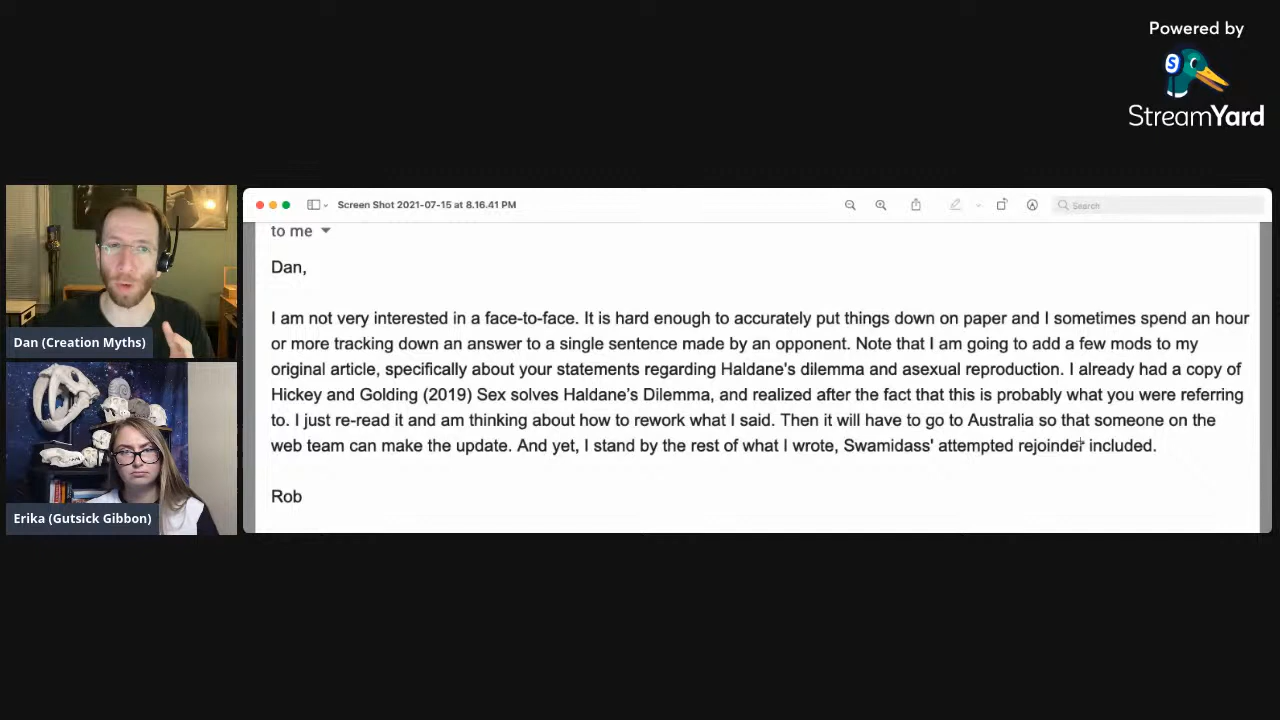 Powered by
StreamYard
Screen Shot 2021-07-15 at 8.16.41 PM
Search
to me
Dan,
I am not very interested in a face-to-face. It is hard enough to accurately put things down on paper and I sometimes spend an hour
or more tracking down an answer to a single sentence made by an opponent. Note that I am going to add a few mods to my
original article, specifically about your statements regarding Haldane's dilemma and asexual reproduction. I already had a copy of
Hickey and Golding (2019) Sex solves Haldane's Dilemma, and realized after the fact that this is probably what you were referring
to. I just re-read it and am thinking about how to rework what I said. Then it will have to go to Australia so that someone on the
web team can make the update. And yet, I stand by the rest of what I wrote, Swamidass' attempted rejoinder included.
Rob
Dan (Creation Myths)
Erika (Gutsick Gibbon)